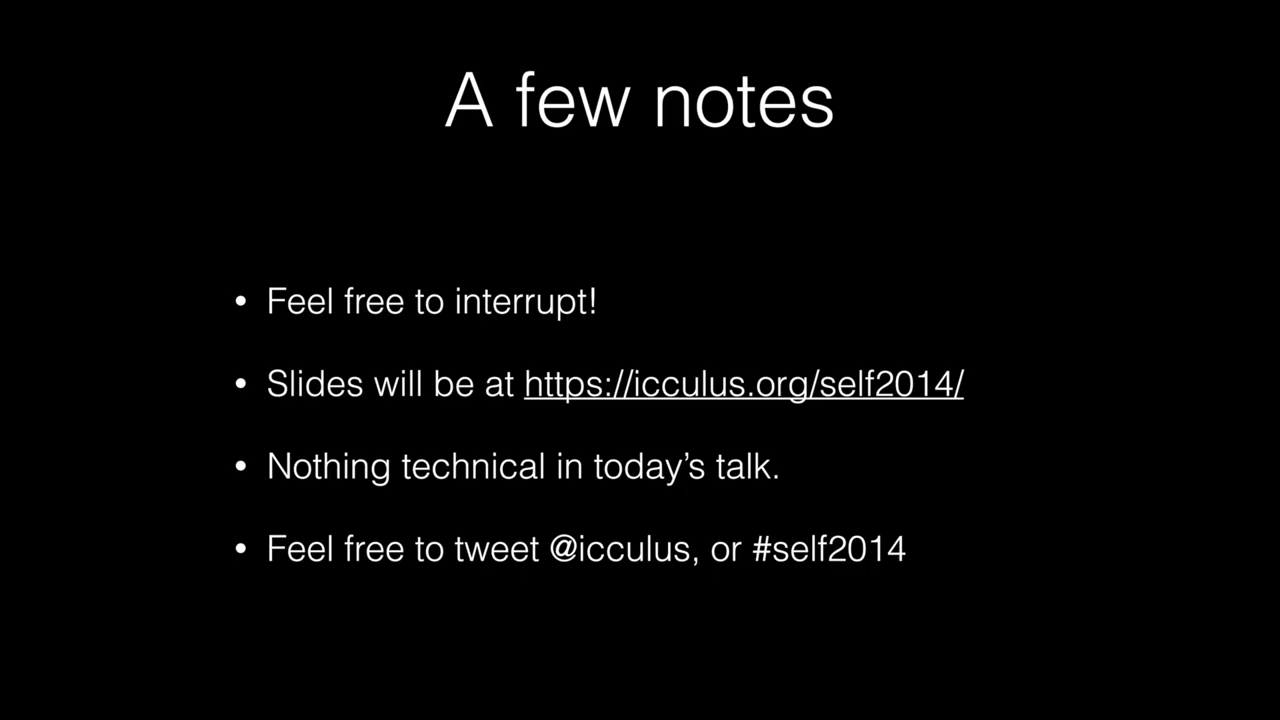 A few notes
• Feel free to interrupt!
• Slides will be at https://icculus.org/self2014/
• Nothing technical in today’s talk.
• Feel free to tweet @icculus, or #self2014